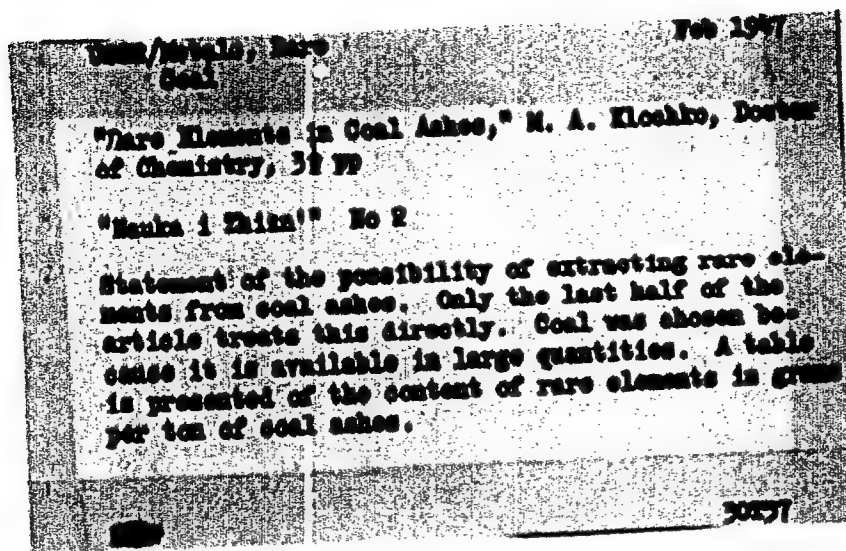 Metals, Rare
Feb 1947
Coal
"Rare Elements in Coal Ashes," M. A. Klochko, Doctor
of Chemistry, 3½ pp
"Nauka i Zhizn'" No 2
Statement of the possibility of extracting rare ele-
ments from coal ashes. Only the last half of the
article treats this directly. Coal was chosen be-
cause it is available in large quantities. A table
is presented of the content of rare elements in grams
per ton of coal ashes.